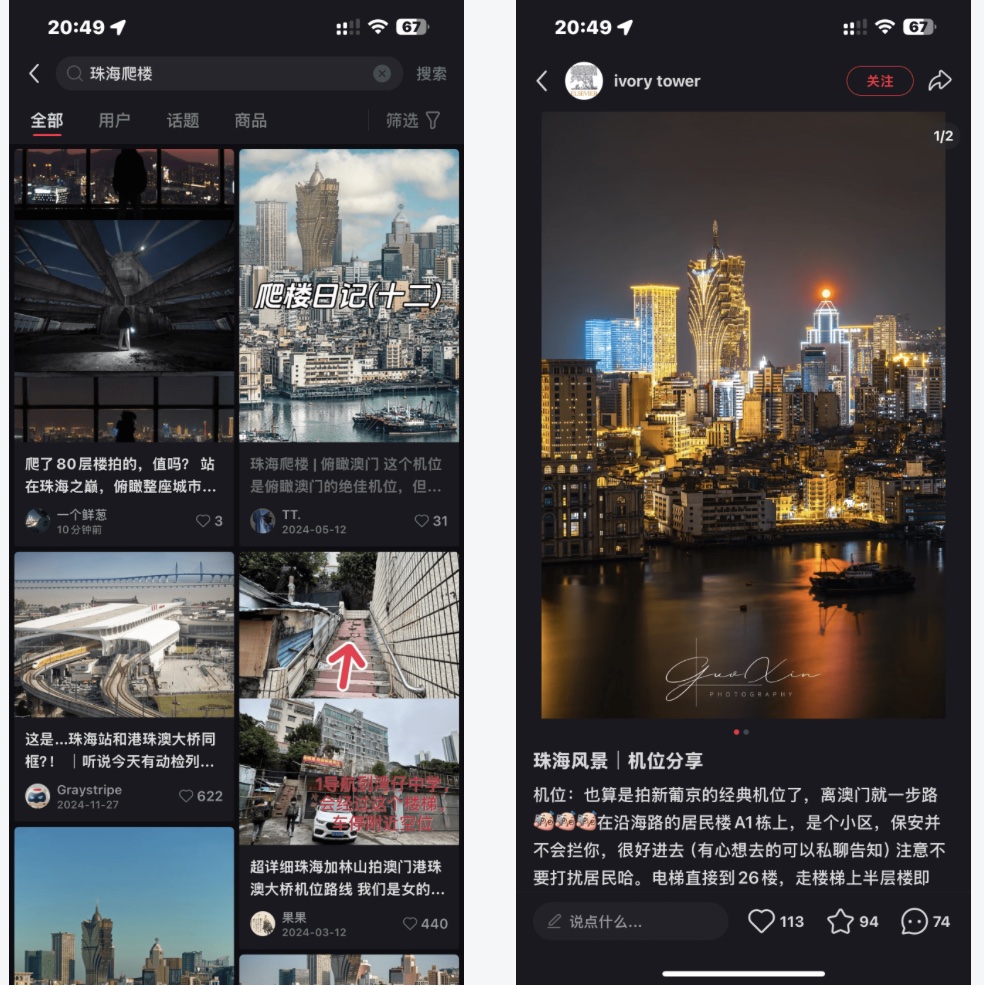 20:49
67
珠海爬楼
搜索
全部
用户
话题
商品
筛选
爬了80层楼拍的，值吗？ 站
在珠海之巅，俯瞰整座城市...
一个鲜葱
10分钟前
3
爬楼日记(十二)
珠海爬楼 | 俯瞰澳门 这个机位
是俯瞰澳门的绝佳机位，但...
TT.
2024-05-12
31
这是...珠海站和港珠澳大桥同
框?！ ｜听说今天有动检列...
Graystripe
2024-11-27
622
1导航到湾仔中学，
会经过这个楼梯，
车停附近空位
超详细珠海加林山拍澳门港珠
澳大桥机位路线 我们是女的...
果果
2024-03-12
440
20:49
67
ivory tower
关注
1/2
GuoXin
PHOTOGRAPHY
珠海风景｜机位分享
机位：也算是拍新葡京的经典机位了，离澳门就一步路
在沿海路的居民楼A1栋上，是个小区，保安并
不会拦你，很好进去（有心想去的可以私聊告知）注意不
要打扰居民哈。电梯直接到26楼，走楼梯上半层楼即
说点什么...
113
94
74